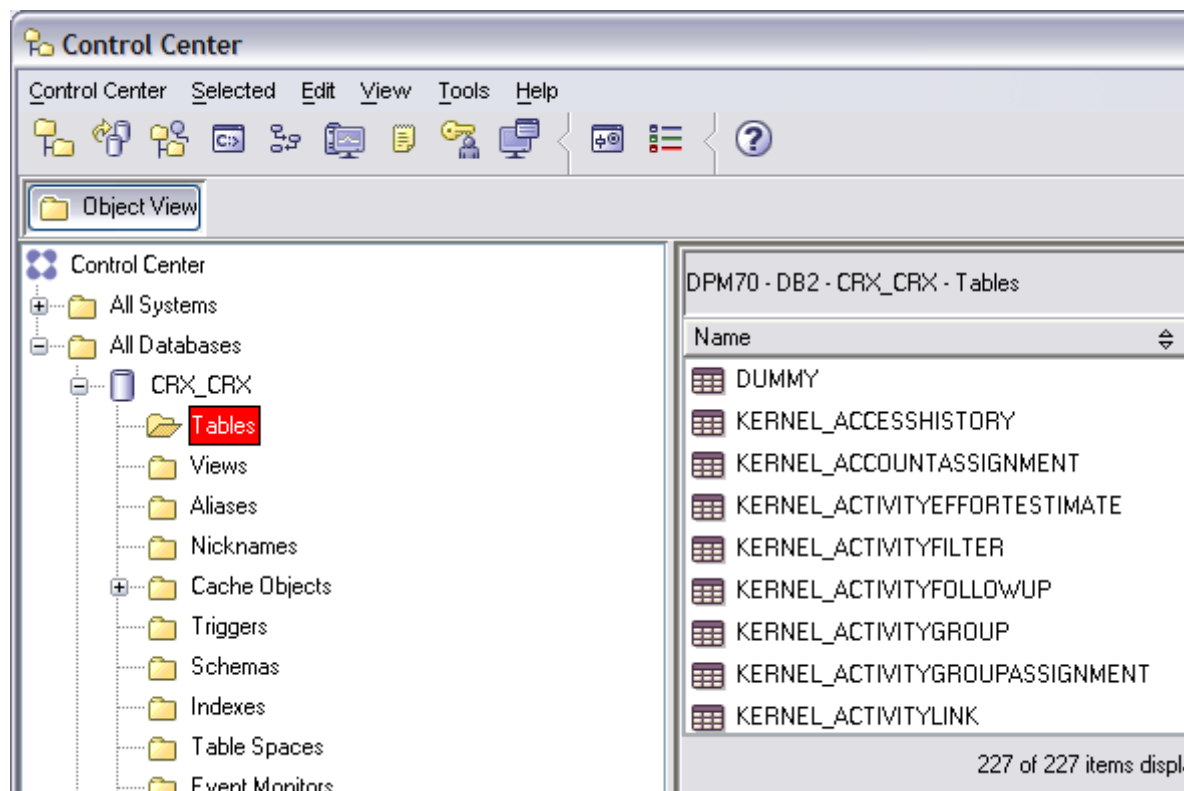 Control Center
Control Center Selected Edit View Tools Help
C:>
Object View
Control Center
All Systems
All Databases
CRX_CRX
Tables
Views
Aliases
Nicknames
Cache Objects
Triggers
Schemas
Indexes
Table Spaces
Event Monitors
DPM70 - DB2 - CRX_CRX - Tables
Name
DUMMY
KERNEL_ACCESSHISTORY
KERNEL_ACCOUNTASSIGNMENT
KERNEL_ACTIVITYEFFORTESTIMATE
KERNEL_ACTIVITYFILTER
KERNEL_ACTIVITYFOLLOWUP
KERNEL_ACTIVITYGROUP
KERNEL_ACTIVITYGROUPASSIGNMENT
KERNEL_ACTIVITYLINK
227 of 227 items displa